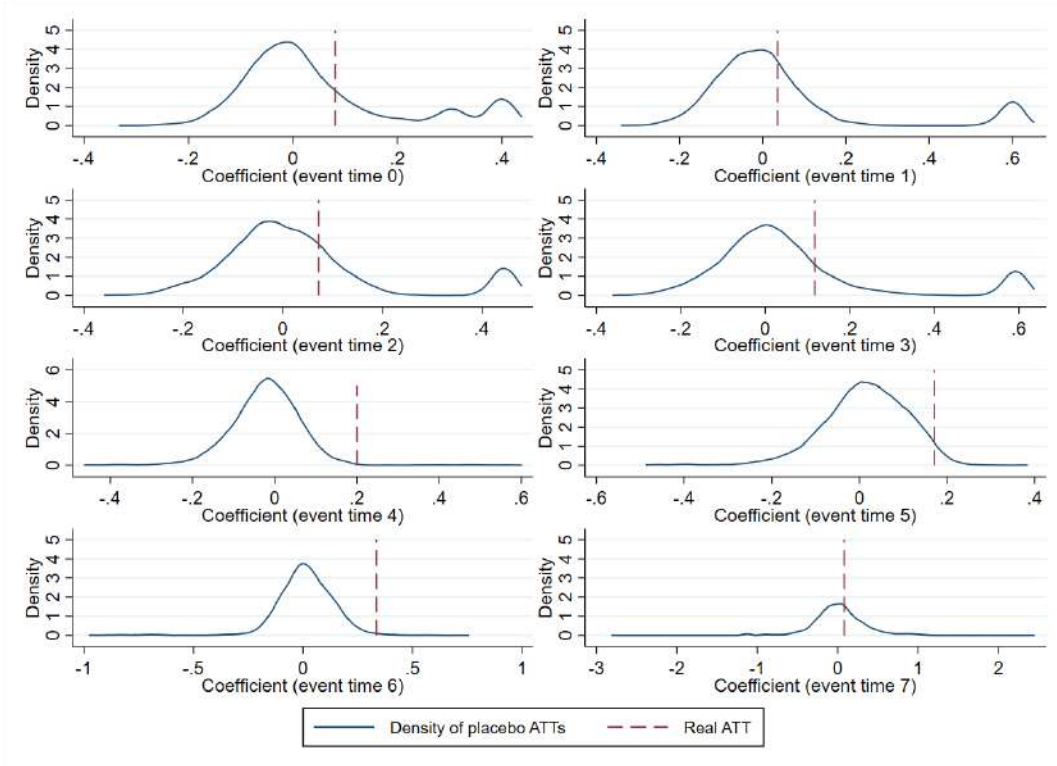 Density
5
4
3
2
1
0
-.4 -.2 0 .2 .4
Coefficient (event time 0)
Density
5
4
3
2
1
0
-.4 -.2 0 .2 .4 .6
Coefficient (event time 1)
Density
5
4
3
2
1
0
-.4 -.2 0 .2 .4
Coefficient (event time 2)
Density
5
4
3
2
1
0
-.4 -.2 0 .2 .4 .6
Coefficient (event time 3)
Density
6
4
2
0
-.4 -.2 0 .2 .4 .6
Coefficient (event time 4)
Density
5
4
3
2
1
0
-.6 -.4 -.2 0 .2 .4
Coefficient (event time 5)
Density
5
4
3
2
1
0
-1 -.5 0 .5 1
Coefficient (event time 6)
Density
5
4
3
2
1
0
-3 -2 -1 0 1 2
Coefficient (event time 7)
Density of placebo ATTs Real ATT